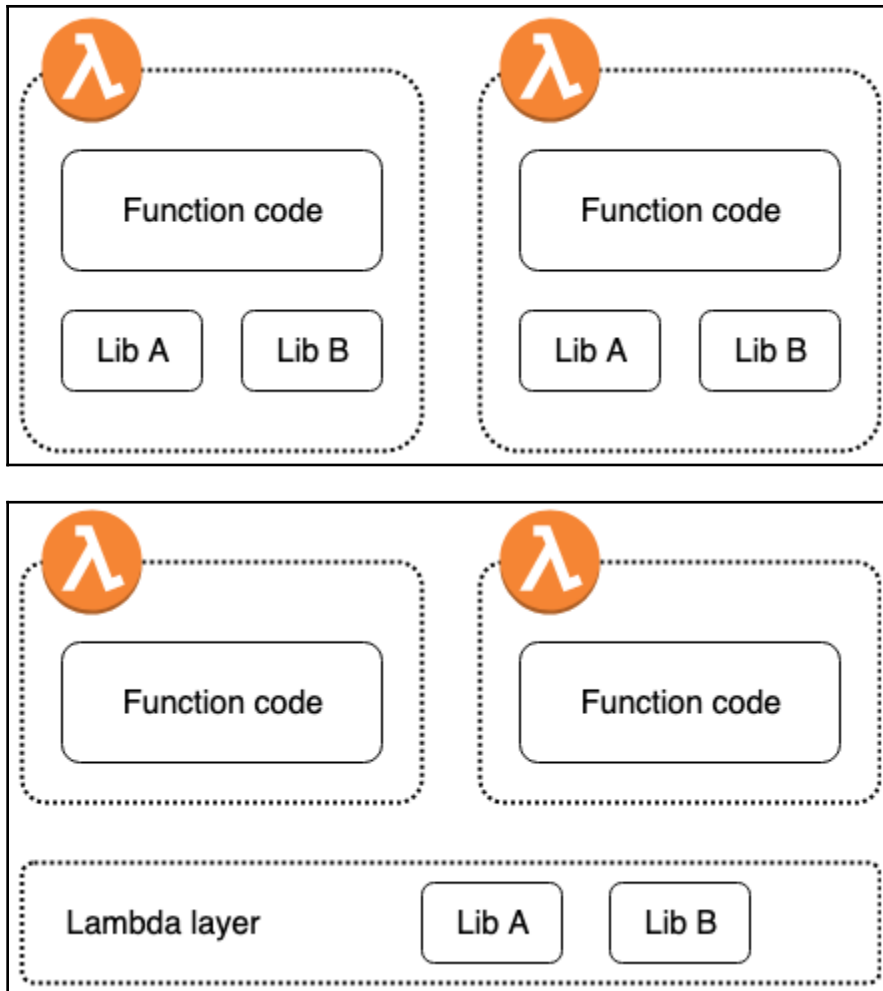 λ λ
Function code Function code
Lib A Lib B Lib A Lib B
λ λ
Function code Function code
Lambda layer Lib A Lib B